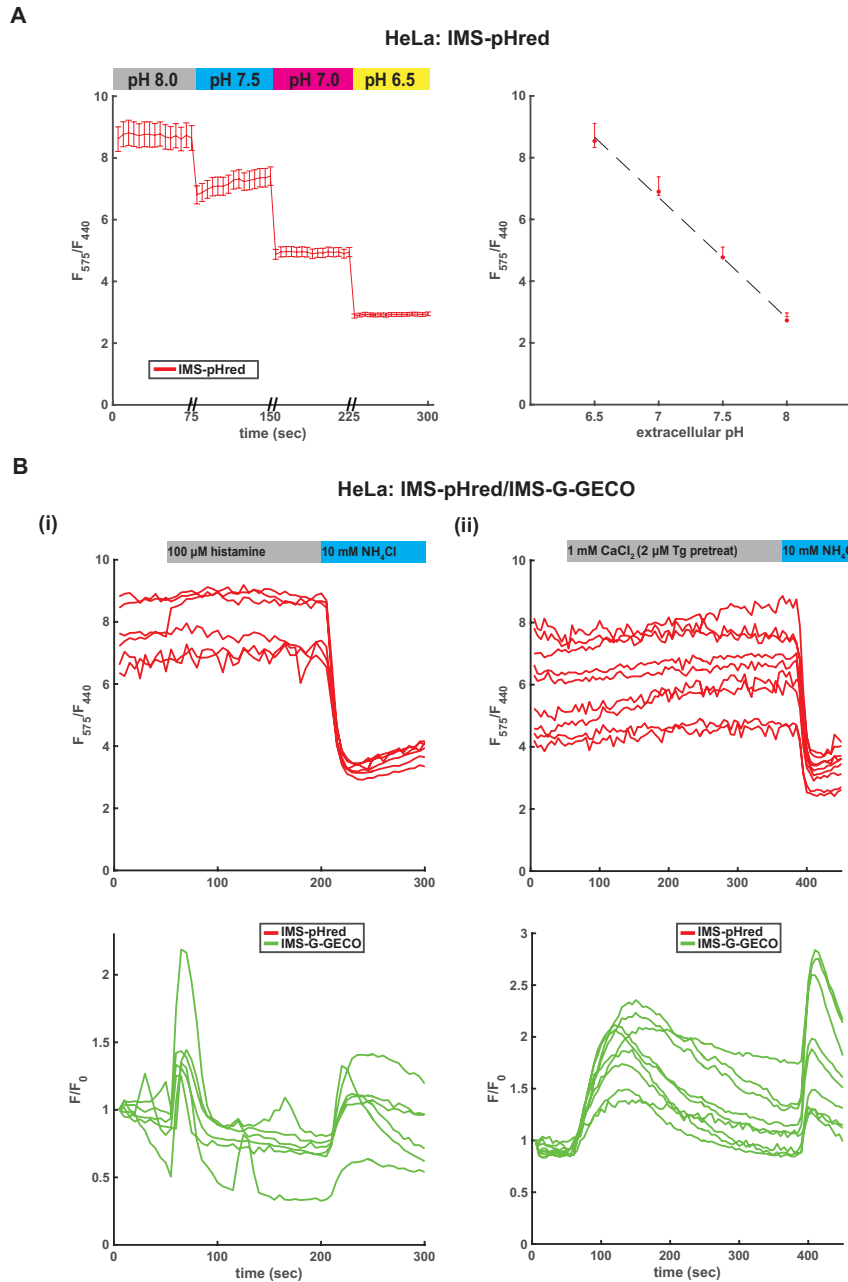 A
HeLa: IMS-pHred
pH 8.0 pH 7.5 pH 7.0 pH 6.5
10
8
6
4
2
0
F575/F440
IMS-pHred
0 75 150 225 300
time (sec)
10
8
6
4
2
0
F575/F440
6.5 7 7.5 8
extracellular pH
B
HeLa: IMS-pHred/IMS-G-GECO
(i)
100 µM histamine 10 mM NH4Cl
10
8
6
4
2
0
F575/F440
0 100 200 300
(ii)
1 mM CaCl2 (2 µM Tg pretreat) 10 mM NH4C
10
8
6
4
2
0
F575/F440
0 100 200 300 400
IMS-pHred
IMS-G-GECO
2
1.5
1
0.5
0
F/F0
0 100 200 300
time (sec)
IMS-pHred
IMS-G-GECO
3
2.5
2
1.5
1
0.5
0
F/F0
0 100 200 300 400
time (sec)